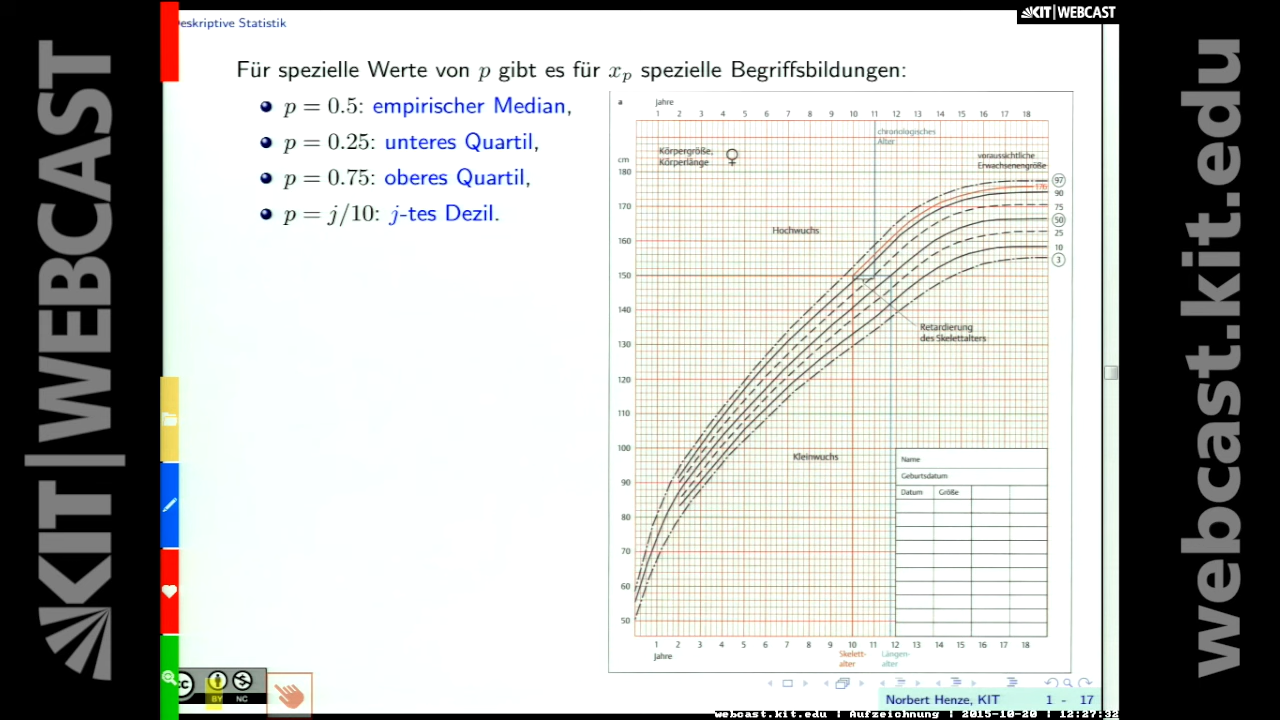 KIT | WEBCAST
Deskriptive Statistik
Für spezielle Werte von p gibt es für x_p spezielle Begriffsbildungen:
p = 0.5: empirischer Median,
p = 0.25: unteres Quartil,
p = 0.75: oberes Quartil,
p = j/10: j-tes Dezil.
a Jahre
1 2 3 4 5 6 7 8 9 10 11 12 13 14 15 16 17 18
chronologisches
Alter
Körpergröße,
Körperlänge ♀
voraussichtliche
Erwachsenengröße
cm
180
170
160
150
140
130
120
110
100
90
80
70
60
50
97
176
90
75
50
25
10
3
Hochwuchs
Retardierung
des Skelettalters
Kleinwuchs
Name
Geburtsdatum
Datum Größe
1 2 3 4 5 6 7 8 9 10 11 12 13 14 15 16 17 18
Jahre
Skelett-
alter
Längen-
alter
cc BY NC
Norbert Henze, KIT 1 - 17
webcast.kit.edu | Aufzeichnung | 2015-10-20 | 12:27:32
KIT | WEBCAST
webcast.kit.edu